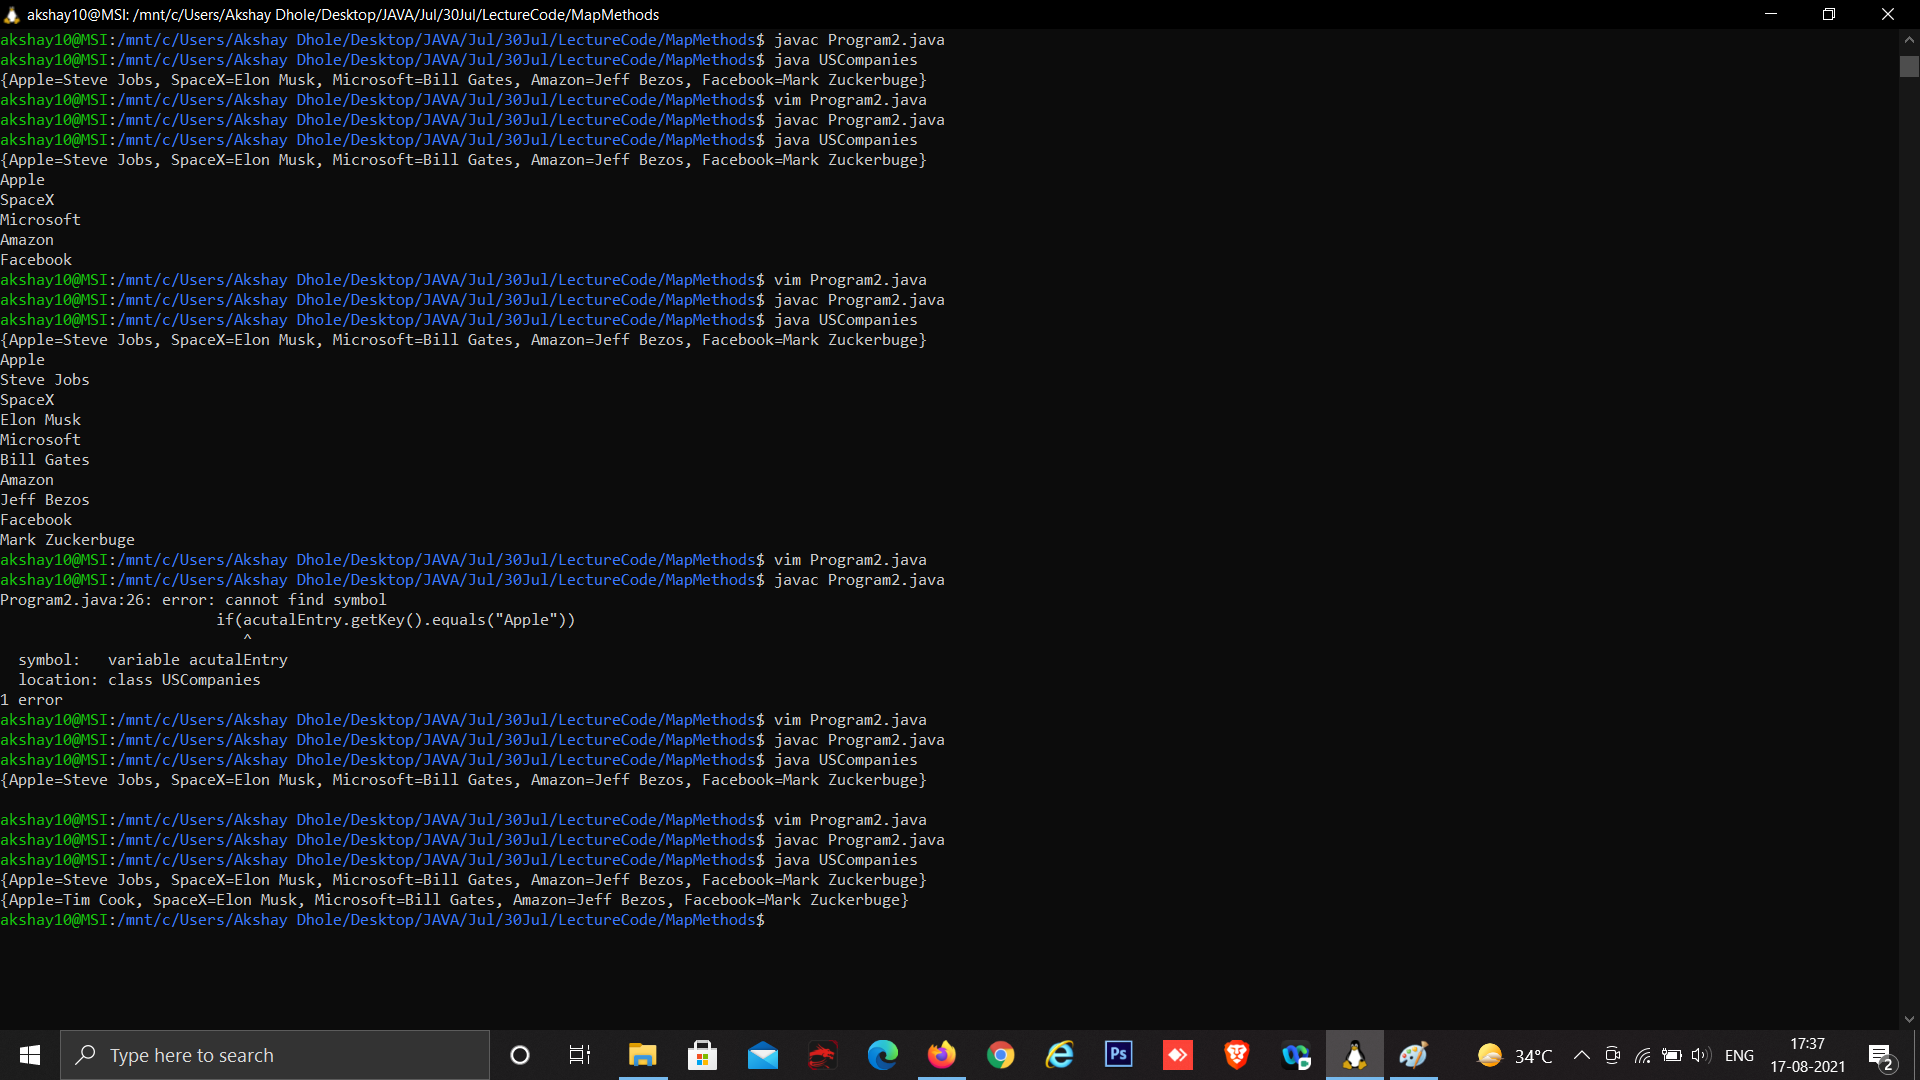 akshay10@MSI: /mnt/c/Users/Akshay Dhole/Desktop/JAVA/Jul/30Jul/LectureCode/MapMethods
akshay10@MSI:/mnt/c/Users/Akshay Dhole/Desktop/JAVA/Jul/30Jul/LectureCode/MapMethods$ javac Program2.java
akshay10@MSI:/mnt/c/Users/Akshay Dhole/Desktop/JAVA/Jul/30Jul/LectureCode/MapMethods$ java USCompanies
{Apple=Steve Jobs, SpaceX=Elon Musk, Microsoft=Bill Gates, Amazon=Jeff Bezos, Facebook=Mark Zuckerbuge}
akshay10@MSI:/mnt/c/Users/Akshay Dhole/Desktop/JAVA/Jul/30Jul/LectureCode/MapMethods$ vim Program2.java
akshay10@MSI:/mnt/c/Users/Akshay Dhole/Desktop/JAVA/Jul/30Jul/LectureCode/MapMethods$ javac Program2.java
akshay10@MSI:/mnt/c/Users/Akshay Dhole/Desktop/JAVA/Jul/30Jul/LectureCode/MapMethods$ java USCompanies
{Apple=Steve Jobs, SpaceX=Elon Musk, Microsoft=Bill Gates, Amazon=Jeff Bezos, Facebook=Mark Zuckerbuge}
Apple
SpaceX
Microsoft
Amazon
Facebook
akshay10@MSI:/mnt/c/Users/Akshay Dhole/Desktop/JAVA/Jul/30Jul/LectureCode/MapMethods$ vim Program2.java
akshay10@MSI:/mnt/c/Users/Akshay Dhole/Desktop/JAVA/Jul/30Jul/LectureCode/MapMethods$ javac Program2.java
akshay10@MSI:/mnt/c/Users/Akshay Dhole/Desktop/JAVA/Jul/30Jul/LectureCode/MapMethods$ java USCompanies
{Apple=Steve Jobs, SpaceX=Elon Musk, Microsoft=Bill Gates, Amazon=Jeff Bezos, Facebook=Mark Zuckerbuge}
Apple
Steve Jobs
SpaceX
Elon Musk
Microsoft
Bill Gates
Amazon
Jeff Bezos
Facebook
Mark Zuckerbuge
akshay10@MSI:/mnt/c/Users/Akshay Dhole/Desktop/JAVA/Jul/30Jul/LectureCode/MapMethods$ vim Program2.java
akshay10@MSI:/mnt/c/Users/Akshay Dhole/Desktop/JAVA/Jul/30Jul/LectureCode/MapMethods$ javac Program2.java
Program2.java:26: error: cannot find symbol
if(acutalEntry.getKey().equals("Apple"))
^
symbol:   variable acutalEntry
location: class USCompanies
1 error
akshay10@MSI:/mnt/c/Users/Akshay Dhole/Desktop/JAVA/Jul/30Jul/LectureCode/MapMethods$ vim Program2.java
akshay10@MSI:/mnt/c/Users/Akshay Dhole/Desktop/JAVA/Jul/30Jul/LectureCode/MapMethods$ javac Program2.java
akshay10@MSI:/mnt/c/Users/Akshay Dhole/Desktop/JAVA/Jul/30Jul/LectureCode/MapMethods$ java USCompanies
{Apple=Steve Jobs, SpaceX=Elon Musk, Microsoft=Bill Gates, Amazon=Jeff Bezos, Facebook=Mark Zuckerbuge}
akshay10@MSI:/mnt/c/Users/Akshay Dhole/Desktop/JAVA/Jul/30Jul/LectureCode/MapMethods$ vim Program2.java
akshay10@MSI:/mnt/c/Users/Akshay Dhole/Desktop/JAVA/Jul/30Jul/LectureCode/MapMethods$ javac Program2.java
akshay10@MSI:/mnt/c/Users/Akshay Dhole/Desktop/JAVA/Jul/30Jul/LectureCode/MapMethods$ java USCompanies
{Apple=Steve Jobs, SpaceX=Elon Musk, Microsoft=Bill Gates, Amazon=Jeff Bezos, Facebook=Mark Zuckerbuge}
{Apple=Tim Cook, SpaceX=Elon Musk, Microsoft=Bill Gates, Amazon=Jeff Bezos, Facebook=Mark Zuckerbuge}
akshay10@MSI:/mnt/c/Users/Akshay Dhole/Desktop/JAVA/Jul/30Jul/LectureCode/MapMethods$
Type here to search
Ps
34°C
ENG
17:37
17-08-2021
2